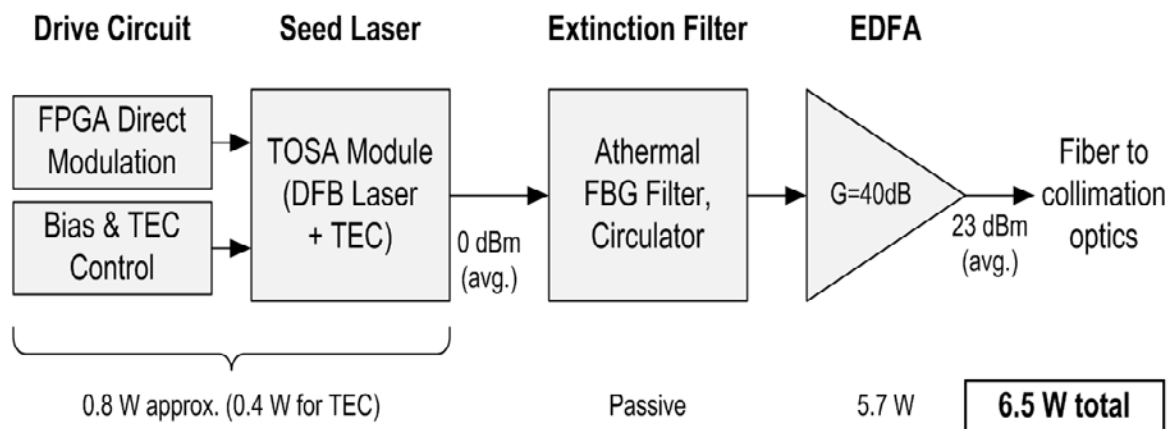 Drive Circuit
Seed Laser
Extinction Filter
EDFA
FPGA Direct
Modulation
Bias & TEC
Control
TOSA Module
(DFB Laser
+ TEC)
0 dBm
(avg.)
Athermal
FBG Filter,
Circulator
G=40dB
23 dBm
(avg.)
Fiber to
collimation
optics
0.8 W approx. (0.4 W for TEC)
Passive
5.7 W
6.5 W total